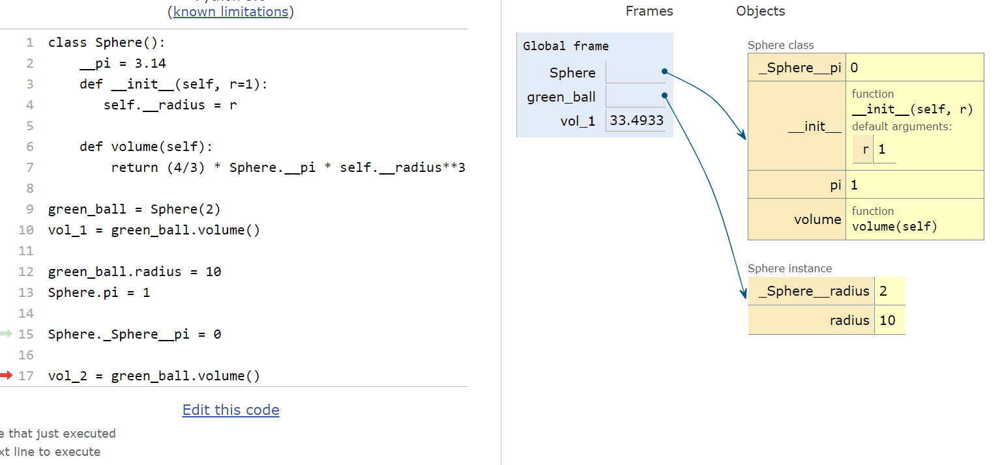 (known limitations)
1 class Sphere():
2     __pi = 3.14
3     def __init__(self, r=1):
4        self.__radius = r
5
6     def volume(self):
7         return (4/3) * Sphere.__pi * self.__radius**3
8
9 green_ball = Sphere(2)
10 vol_1 = green_ball.volume()
11
12 green_ball.radius = 10
13 Sphere.pi = 1
14
15 Sphere._Sphere__pi = 0
16
17 vol_2 = green_ball.volume()
Edit this code
e that just executed
xt line to execute
Frames
Objects
Global frame
Sphere
green_ball
vol_1 33.4933
Sphere class
_Sphere__pi 0
__init__
function
__init__(self, r)
default arguments:
r 1
pi 1
volume
function
volume(self)
Sphere instance
_Sphere__radius 2
radius 10